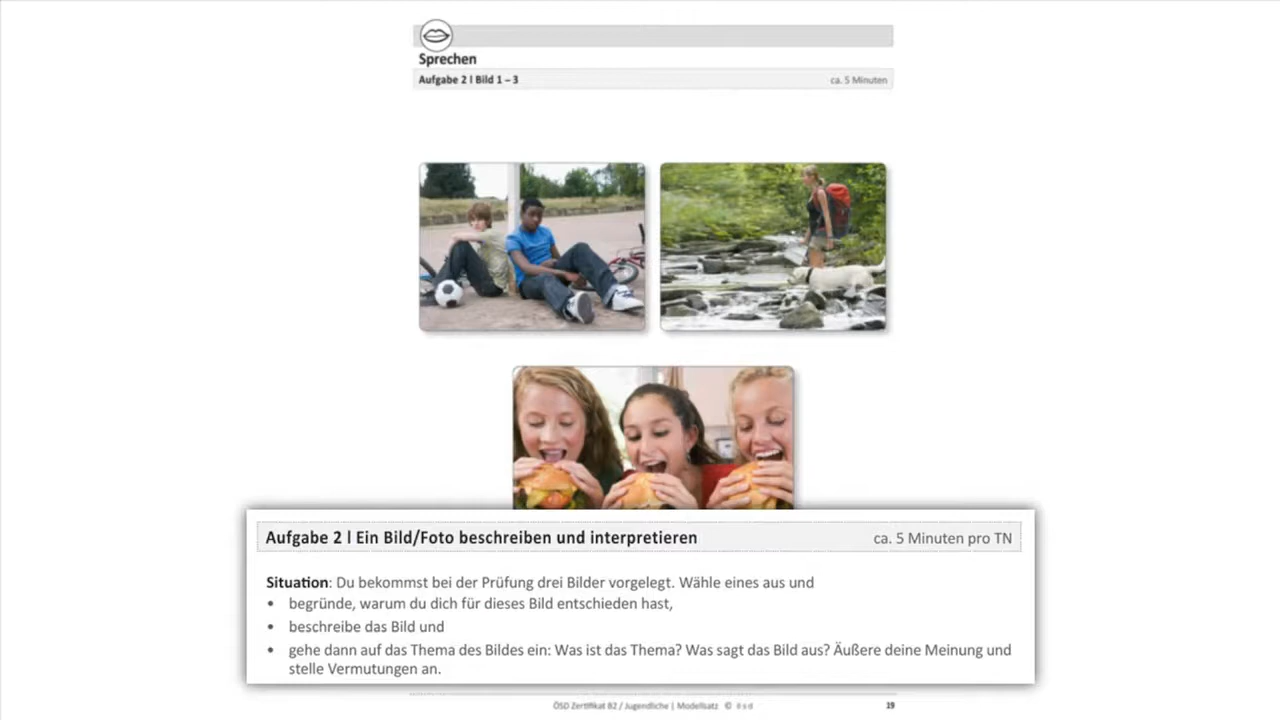 Sprechen
Aufgabe 2 | Bild 1 – 3 ca. 5 Minuten
Aufgabe 2 | Ein Bild/Foto beschreiben und interpretieren ca. 5 Minuten pro TN
Situation: Du bekommst bei der Prüfung drei Bilder vorgelegt. Wähle eines aus und
• begründe, warum du dich für dieses Bild entschieden hast,
• beschreibe das Bild und
• gehe dann auf das Thema des Bildes ein: Was ist das Thema? Was sagt das Bild aus? Äußere deine Meinung und
stelle Vermutungen an.
ÖSD Zertifikat B2 / Jugendliche | Modellsatz © ösd 19